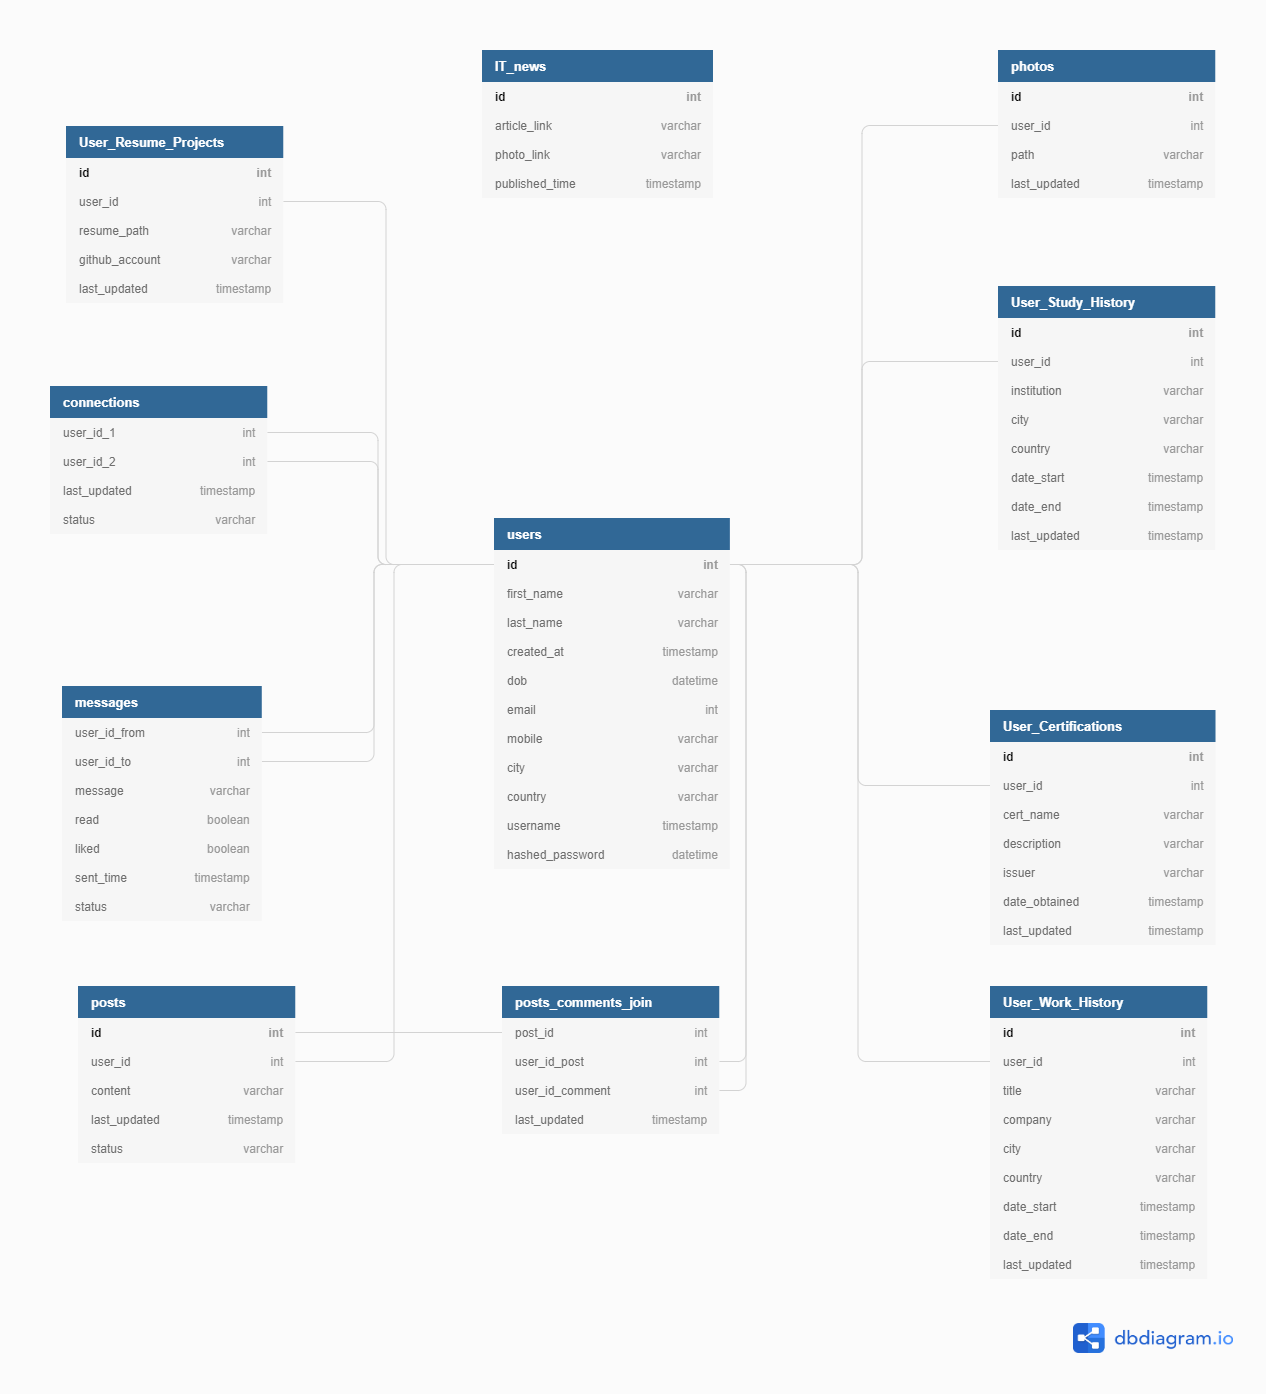 IT_news
id int
article_link varchar
photo_link varchar
published_time timestamp
photos
id int
user_id int
path varchar
last_updated timestamp
User_Resume_Projects
id int
user_id int
resume_path varchar
github_account varchar
last_updated timestamp
User_Study_History
id int
user_id int
institution varchar
city varchar
country varchar
date_start timestamp
date_end timestamp
last_updated timestamp
connections
user_id_1 int
user_id_2 int
last_updated timestamp
status varchar
users
id int
first_name varchar
last_name varchar
created_at timestamp
dob datetime
email int
mobile varchar
city varchar
country varchar
username timestamp
hashed_password datetime
messages
user_id_from int
user_id_to int
message varchar
read boolean
liked boolean
sent_time timestamp
status varchar
User_Certifications
id int
user_id int
cert_name varchar
description varchar
issuer varchar
date_obtained timestamp
last_updated timestamp
posts
id int
user_id int
content varchar
last_updated timestamp
status varchar
posts_comments_join
post_id int
user_id_post int
user_id_comment int
last_updated timestamp
User_Work_History
id int
user_id int
title varchar
company varchar
city varchar
country varchar
date_start timestamp
date_end timestamp
last_updated timestamp
dbdiagram.io